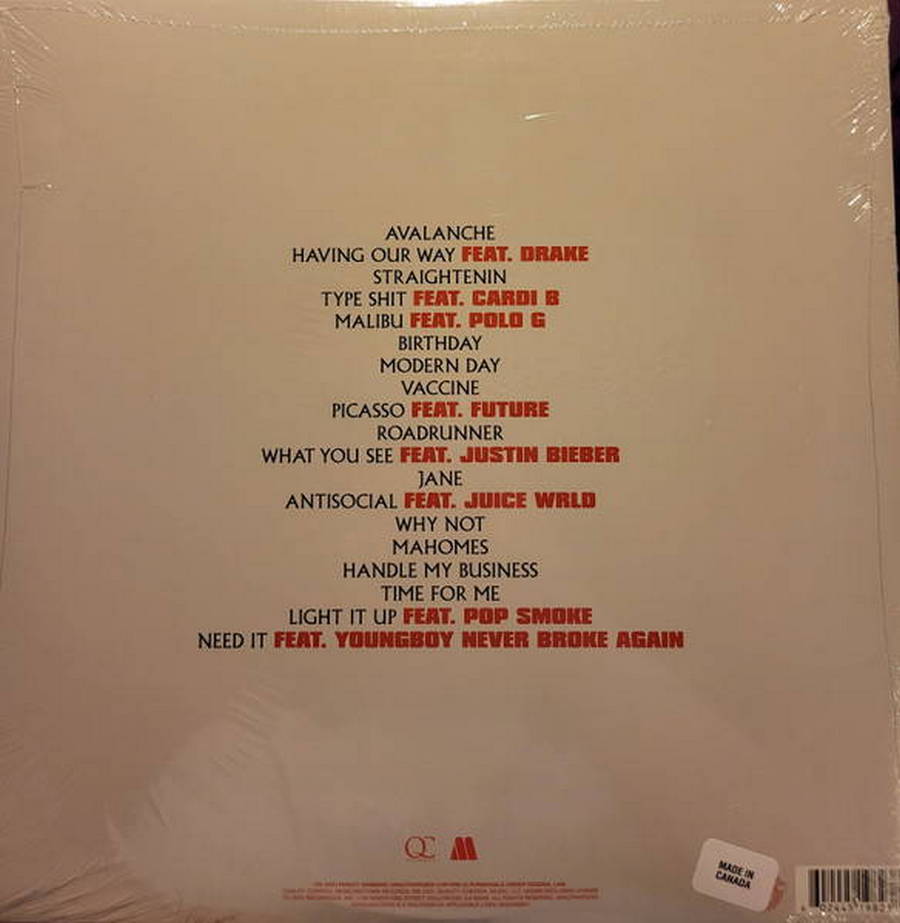 AVALANCHE
HAVING OUR WAY FEAT. DRAKE
STRAIGHTENIN
TYPE SHIT FEAT. CARDI B
MALIBU FEAT. POLO G
BIRTHDAY
MODERN DAY
VACCINE
PICASSO FEAT. FUTURE
ROADRUNNER
WHAT YOU SEE FEAT. JUSTIN BIEBER
JANE
ANTISOCIAL FEAT. JUICE WRLD
WHY NOT
MAHOMES
HANDLE MY BUSINESS
TIME FOR ME
LIGHT IT UP FEAT. POP SMOKE
NEED IT FEAT. YOUNGBOY NEVER BROKE AGAIN
QC
MADE IN
CANADA